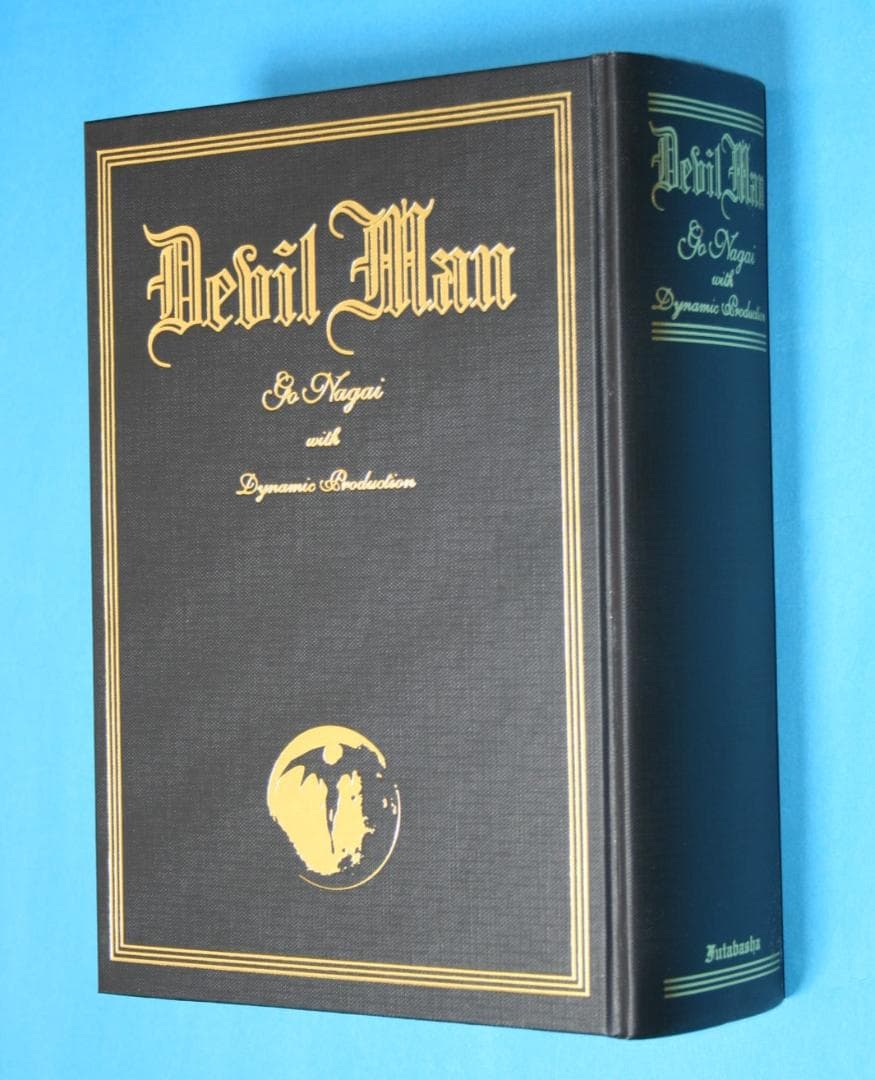 Devil Man
Go Nagai
with
Dynamic Production
Devil Man
Go Nagai
with
Dynamic Production
Futabasha